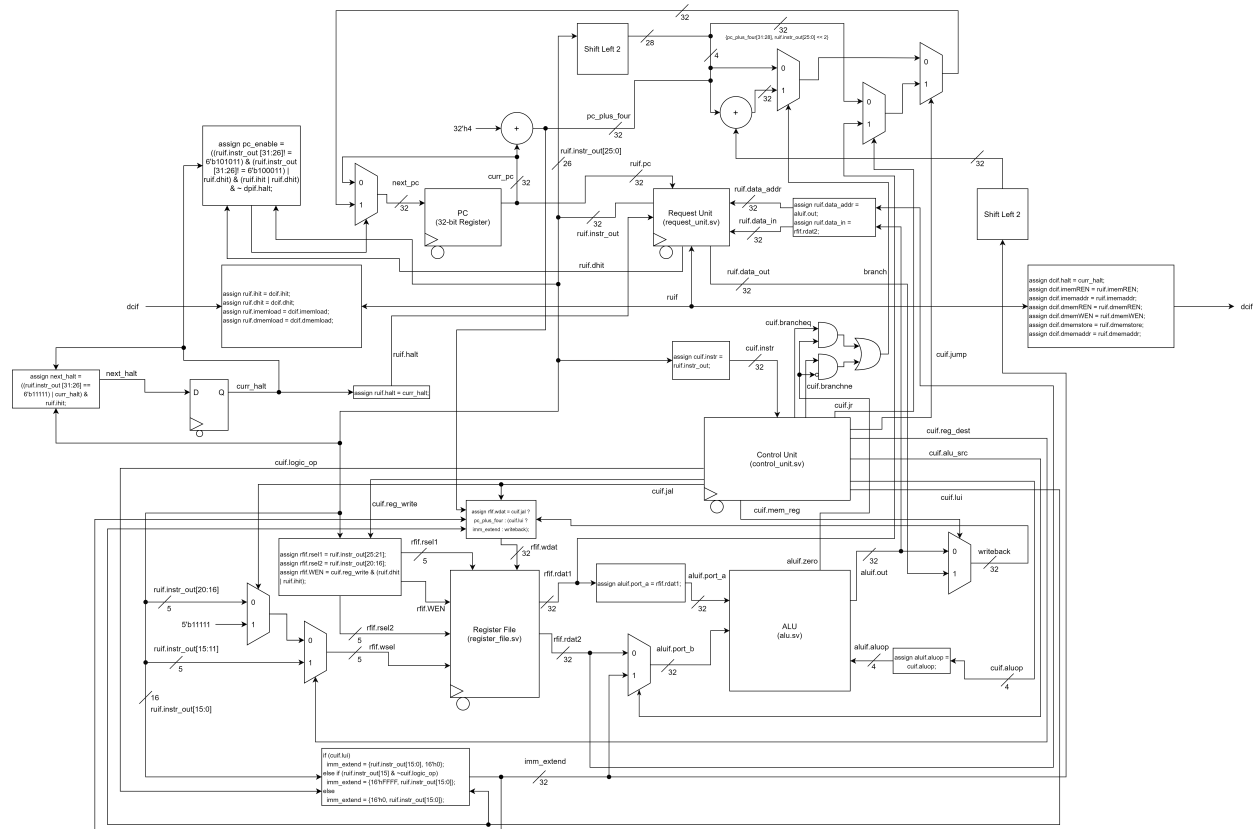 32
32
{pc_plus_four[31:28], ruif.instr_out[25:0] << 2}
Shift Left 2
28
4
0
1
0
1
0
1
32
32'h4
+
+
pc_plus_four
32
assign pc_enable =
((ruif.instr_out [31:26]! =
6'b101011) & (ruif.instr_out
[31:26]! = 6'b100011) |
ruif.dhit) & (ruif.ihit | ruif.dhit)
& ~ dpif.halt;
ruif.instr_out[25:0]
26
32
curr_pc
32
ruif.pc
32
0
1
next_pc
32
PC
(32-bit Register)
ruif.instr_out
32
Request Unit
(request_unit.sv)
ruif.data_addr
32
ruif.data_in
32
assign ruif.data_addr =
aluif.out;
assign ruif.data_in =
rfif.rdat2;
Shift Left 2
ruif.dhit
ruif.data_out
32
branch
dcif
assign ruif.ihit = dcif.ihit;
assign ruif.dhit = dcif.dhit;
assign ruif.imemload = dcif.imemload;
assign ruif.dmemload = dcif.dmemload;
ruif
assign dcif.halt = curr_halt;
assign dcif.imemREN = ruif.imemREN;
assign dcif.imemaddr = ruif.imemaddr;
assign dcif.dmemREN = ruif.dmemREN;
assign dcif.dmemWEN = ruif.dmemWEN;
assign dcif.dmemstore = ruif.dmemstore;
assign dcif.dmemaddr = ruif.dmemaddr;
dcif
ruif.halt
cuif.brancheq
cuif.branchne
cuif.jump
assign cuif.instr =
ruif.instr_out;
cuif.instr
32
assign next_halt =
((ruif.instr_out [31:26] ==
6'b11111) | curr_halt) &
ruif.ihit;
next_halt
D
Q
curr_halt
assign ruif.halt = curr_halt;
cuif.jr
cuif.reg_dest
cuif.alu_src
Control Unit
(control_unit.sv)
cuif.logic_op
cuif.jal
cuif.lui
cuif.mem_reg
cuif.reg_write
assign rfif.wdat = cuif.jal ?
pc_plus_four : (cuif.lui ?
imm_extend : writeback);
rfif.wdat
32
assign rfif.rsel1 = ruif.instr_out[25:21];
assign rfif.rsel2 = ruif.instr_out[20:16];
assign rfif.WEN = cuif.reg_write & (ruif.dhit
| ruif.ihit);
rfif.rsel1
5
rfif.WEN
rfif.rsel2
5
rfif.wsel
5
Register File
(register_file.sv)
rfif.rdat1
32
rfif.rdat2
32
assign aluif.port_a = rfif.rdat1;
aluif.port_a
32
aluif.zero
ALU
(alu.sv)
aluif.out
32
0
1
writeback
32
ruif.instr_out[20:16]
5
5'b11111
0
1
ruif.instr_out[15:11]
5
0
1
0
1
aluif.port_b
32
aluif.aluop
4
assign aluif.aluop =
cuif.aluop;
cuif.aluop
4
16
ruif.instr_out[15:0]
if (cuif.lui)
imm_extend = {ruif.instr_out[15:0], 16'h0};
else if (ruif.instr_out[15] & ~cuif.logic_op)
imm_extend = {16'hFFFF, ruif.instr_out[15:0]};
else
imm_extend = {16'h0, ruif.instr_out[15:0]};
imm_extend
32